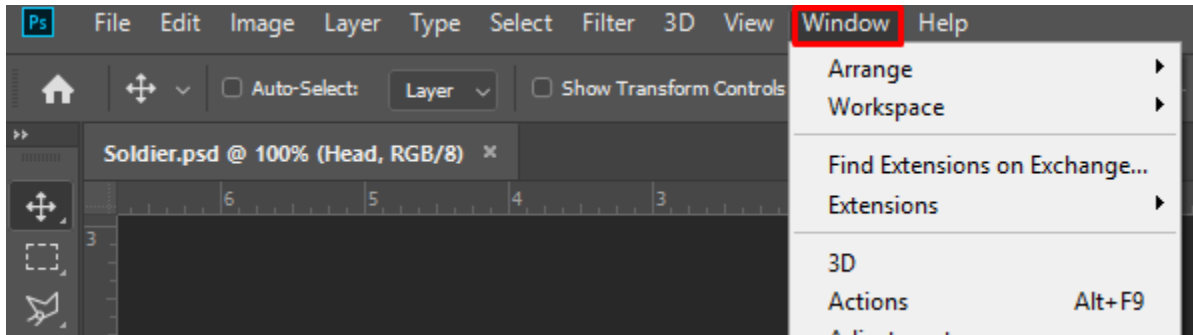 Ps File Edit Image Layer Type Select Filter 3D View Window Help
Auto-Select: Layer Show Transform Controls
Arrange
Workspace
Soldier.psd @ 100% (Head, RGB/8) ×
Find Extensions on Exchange...
6 5 4 3
Extensions
3
3D
Actions Alt+F9